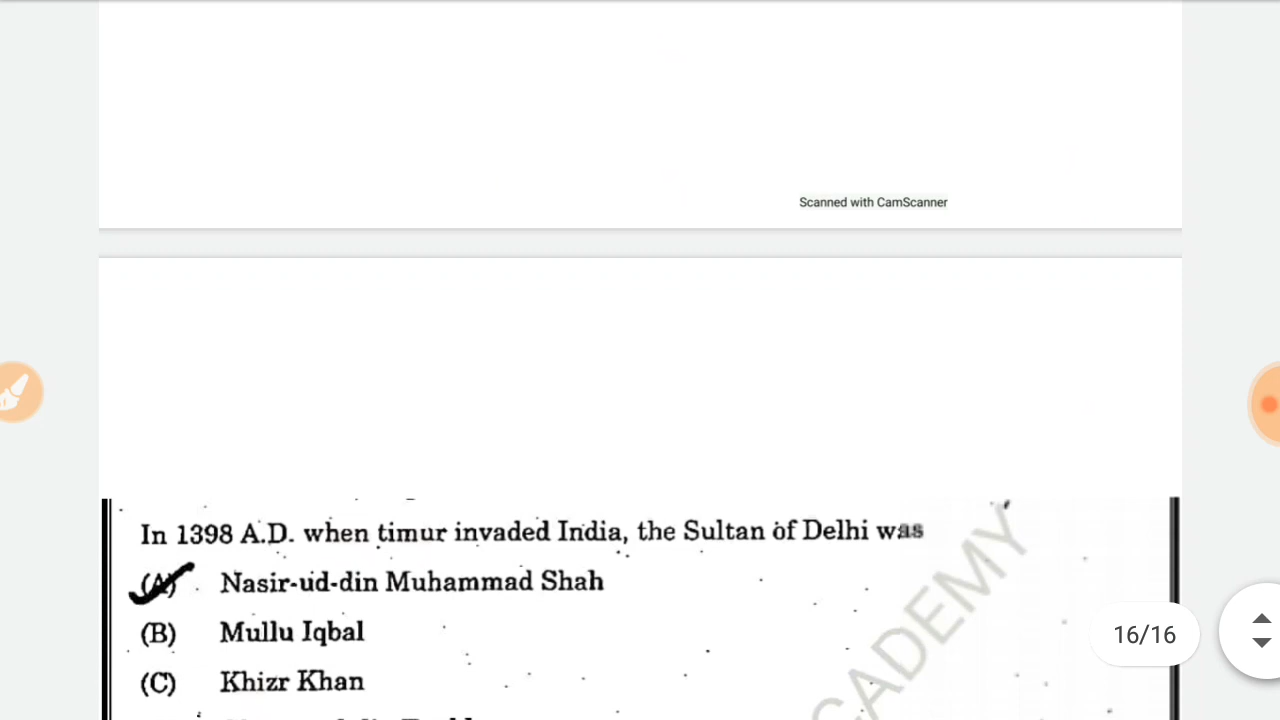 Scanned with CamScanner
In 1398 A.D. when timur invaded India, the Sultan of Delhi was
(A) Nasir-ud-din Muhammad Shah
(B) Mullu Iqbal
16/16
(C) Khizr Khan